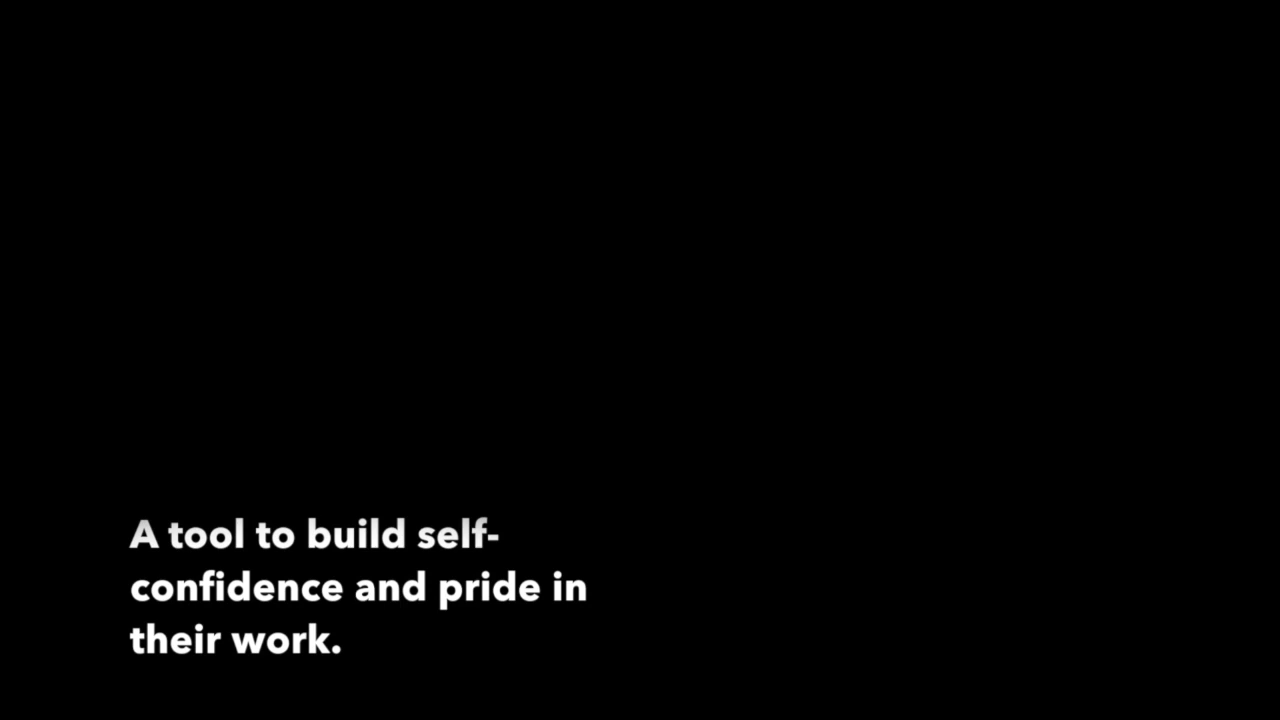 A tool to build self-
confidence and pride in
their work.